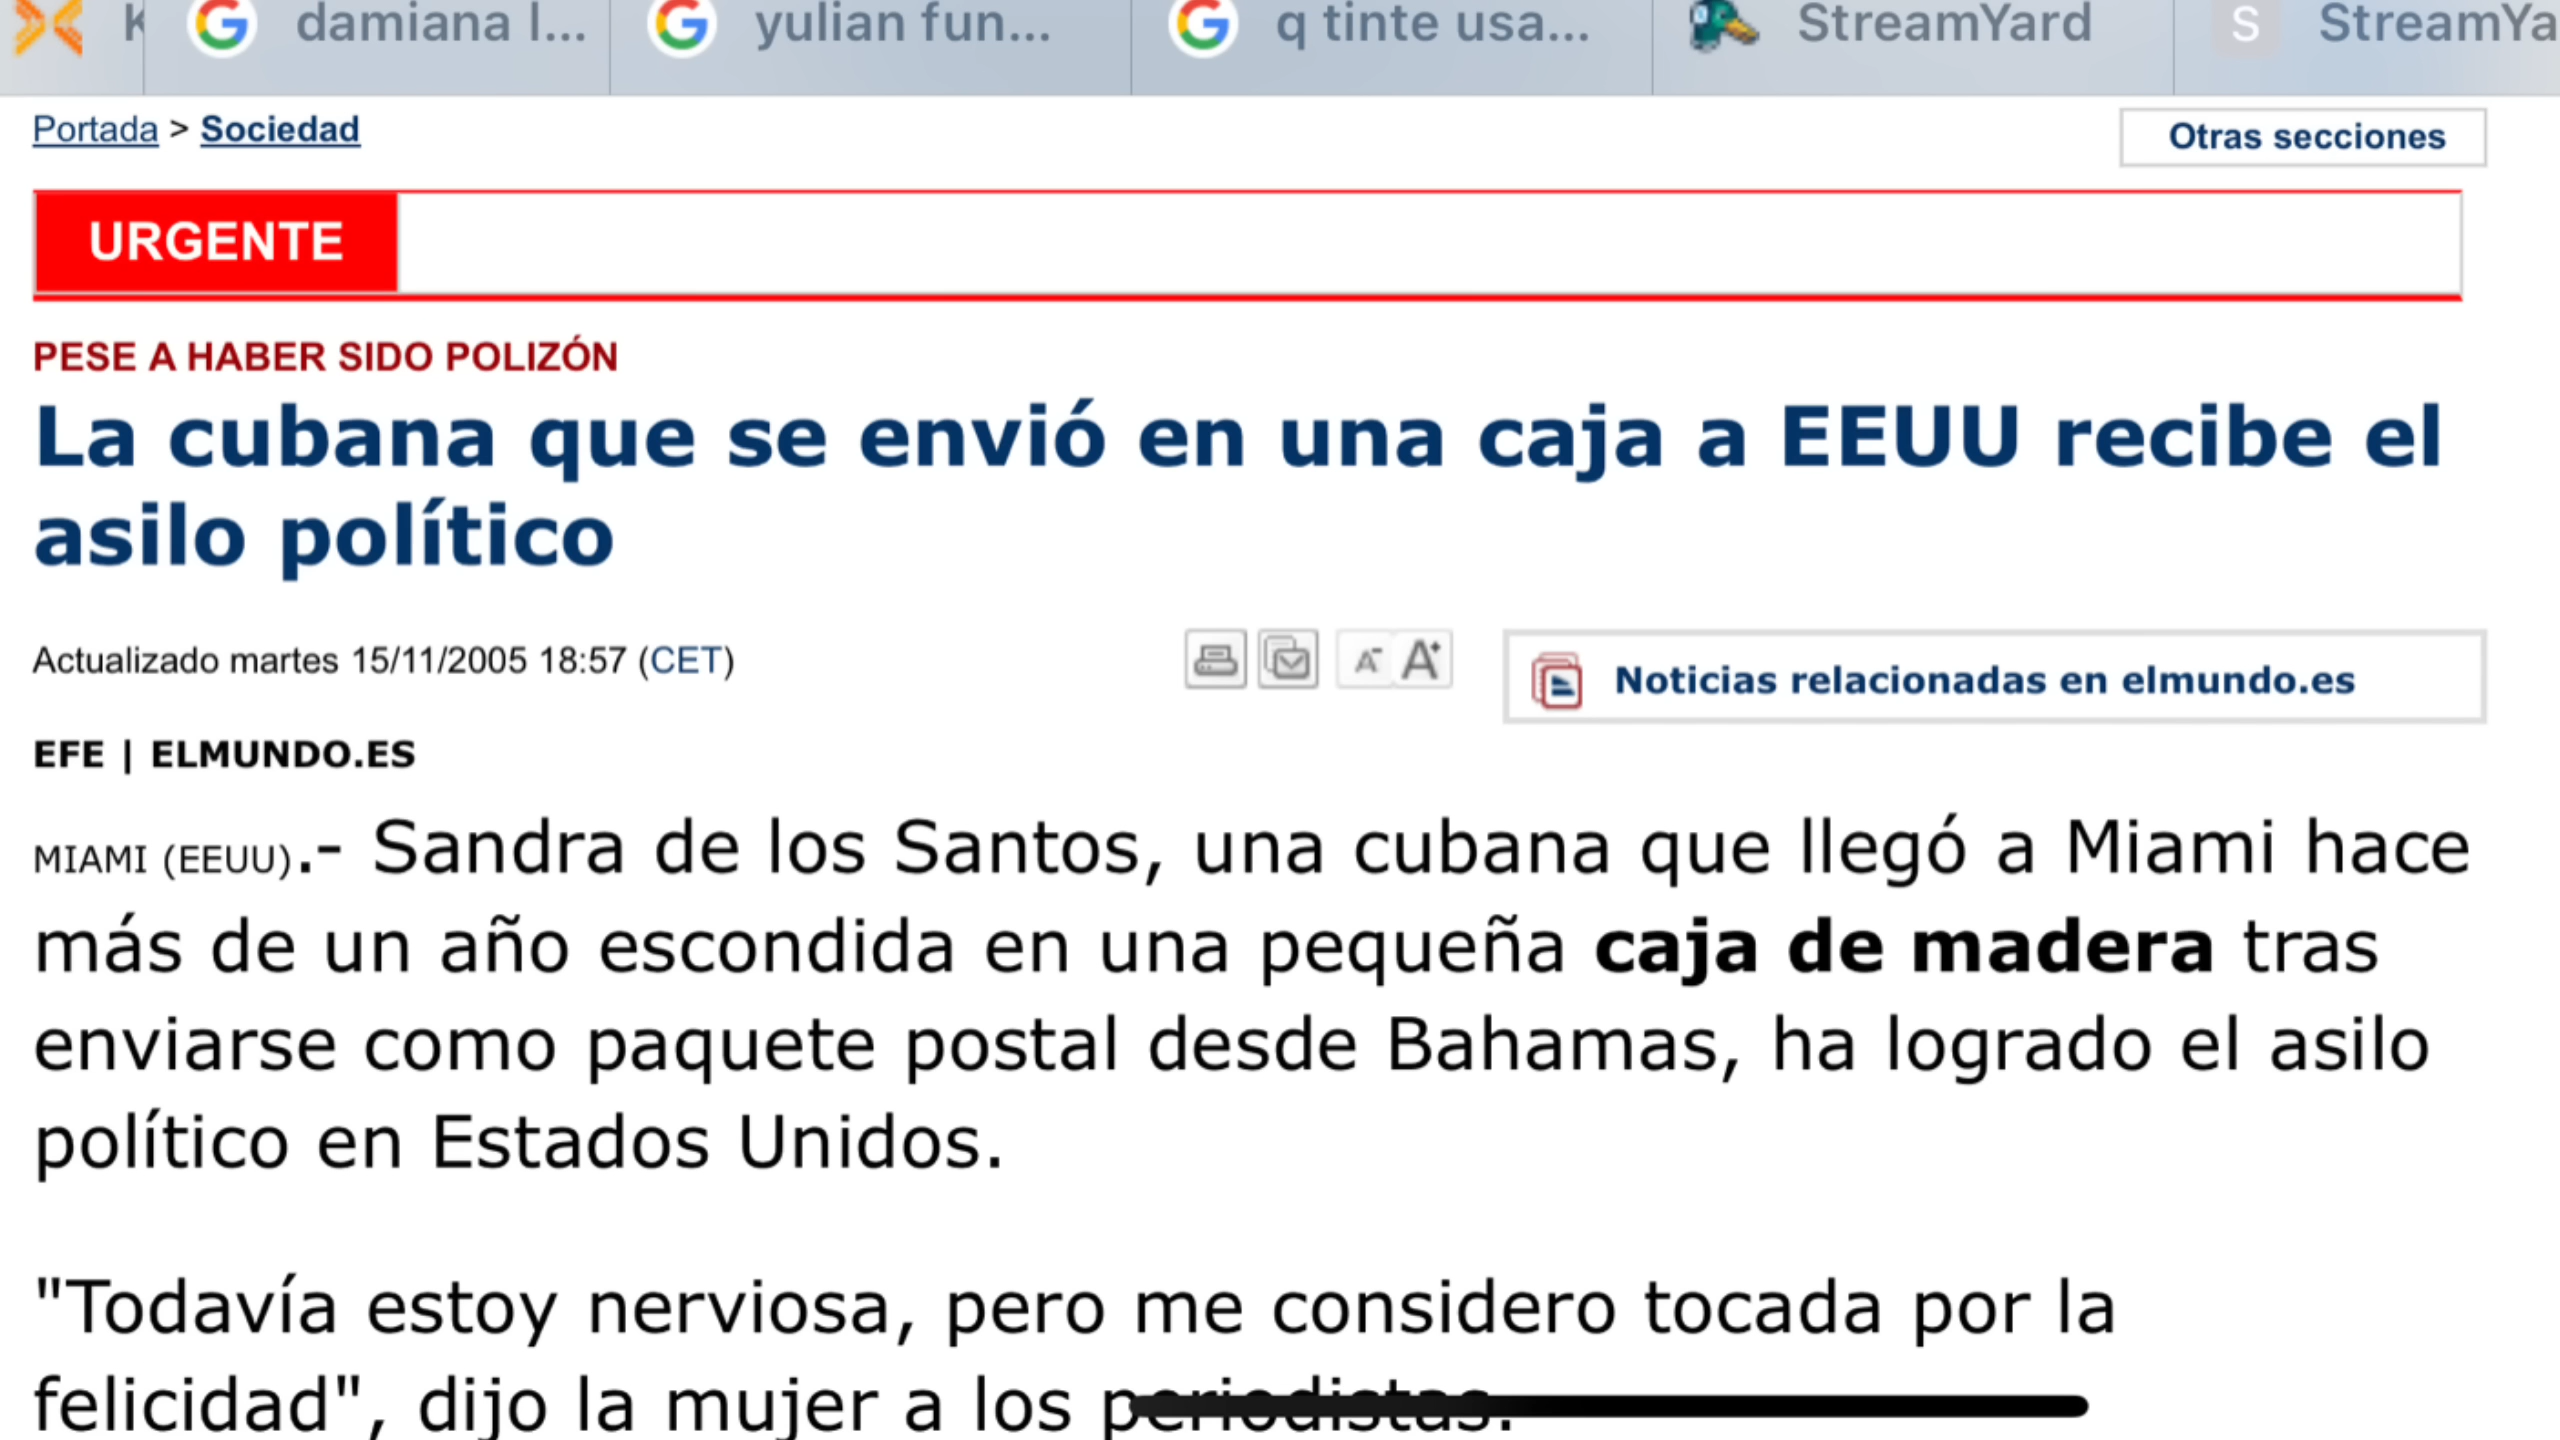 K
damiana l...
yulian fun...
q tinte usa...
StreamYard
S
StreamYa
Portada > Sociedad
Otras secciones
URGENTE
PESE A HABER SIDO POLIZÓN
La cubana que se envió en una caja a EEUU recibe el
asilo político
Actualizado martes 15/11/2005 18:57 (CET)
A- A+
Noticias relacionadas en elmundo.es
EFE | ELMUNDO.ES
MIAMI (EEUU).- Sandra de los Santos, una cubana que llegó a Miami hace
más de un año escondida en una pequeña caja de madera tras
enviarse como paquete postal desde Bahamas, ha logrado el asilo
político en Estados Unidos.
"Todavía estoy nerviosa, pero me considero tocada por la
felicidad", dijo la mujer a los periodistas.